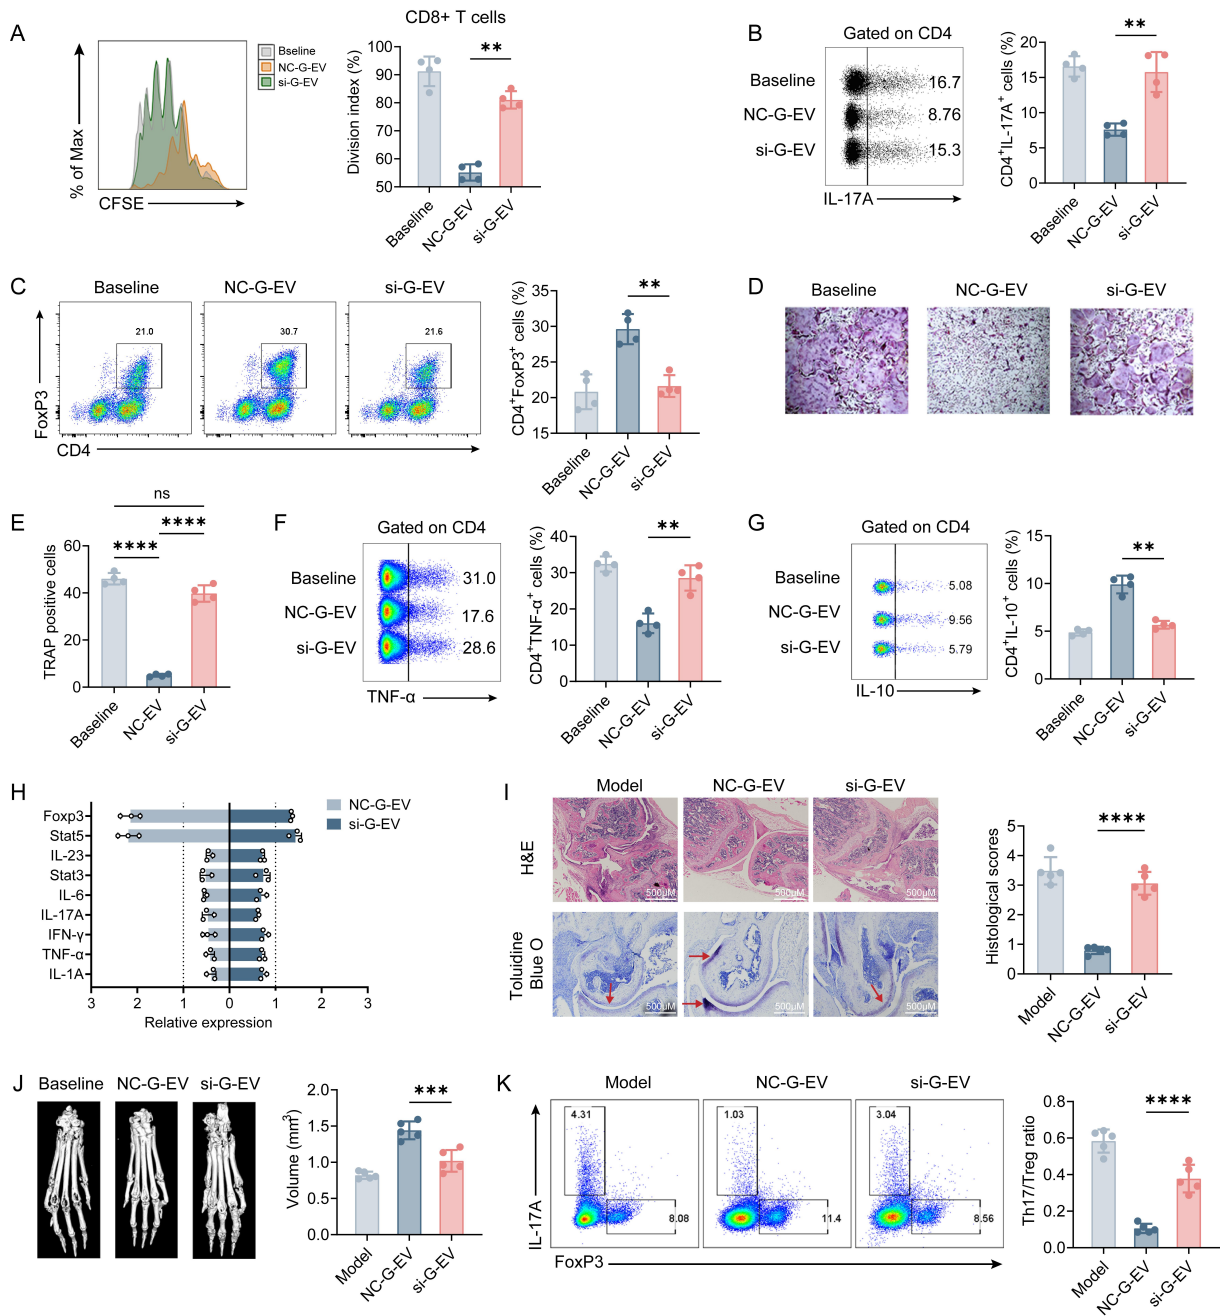 A
CD8+ T cells
% of Max
CFSE
Bseline
NC-G-EV
si-G-EV
Division index (%)
100
90
80
70
60
50
**
Baseline
NC-G-EV
si-G-EV
B
Gated on CD4
Baseline
NC-G-EV
si-G-EV
16.7
8.76
15.3
IL-17A
CD4+IL-17A+ cells (%)
20
15
10
5
0
**
Baseline
NC-G-EV
si-G-EV
C
Baseline
NC-G-EV
si-G-EV
21.0
30.7
21.6
FoxP3
CD4
CD4+FoxP3+ cells (%)
35
30
25
20
15
**
Baseline
NC-G-EV
si-G-EV
D
Baseline
NC-G-EV
si-G-EV
E
ns
****
****
TRAP positive cells
60
40
20
0
Baseline
NC-EV
si-G-EV
F
Gated on CD4
Baseline
NC-G-EV
si-G-EV
31.0
17.6
28.6
TNF-α
CD4+TNF-α+ cells (%)
40
30
20
10
0
**
Baseline
NC-G-EV
si-G-EV
G
Gated on CD4
Baseline
NC-G-EV
si-G-EV
5.08
9.56
5.79
IL-10
CD4+IL-10+ cells (%)
15
10
5
0
**
Baseline
NC-G-EV
si-G-EV
H
NC-G-EV
si-G-EV
Foxp3
Stat5
IL-23
Stat3
IL-6
IL-17A
IFN-γ
TNF-α
IL-1A
3 2 1 0 1 2 3
Relative expression
I
Model
NC-G-EV
si-G-EV
H&E
500μM
500μM
500μM
Toluidine
Blue O
500μM
500μM
500μM
Histological scores
5
4
3
2
1
0
****
Model
NC-G-EV
si-G-EV
J
Baseline
NC-G-EV
si-G-EV
Volume (mm3)
2.0
1.5
1.0
0.5
0.0
***
Model
NC-G-EV
si-G-EV
K
Model
NC-G-EV
si-G-EV
4.31
8.08
1.03
11.4
3.04
8.56
IL-17A
FoxP3
Th17/Treg ratio
0.8
0.6
0.4
0.2
0.0
****
Model
NC-G-EV
si-G-EV